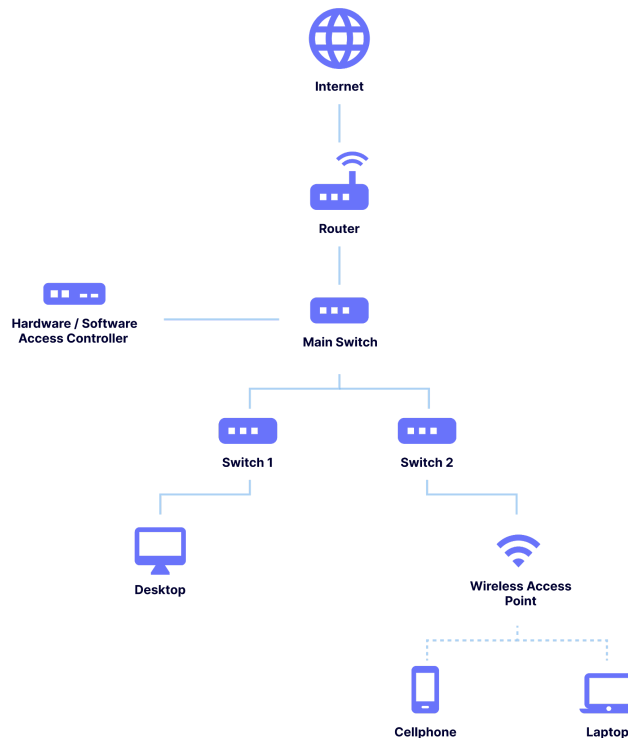 Internet
Router
Hardware / Software
Access Controller
Main Switch
Switch 1
Switch 2
Desktop
Wireless Access
Point
Cellphone
Laptop